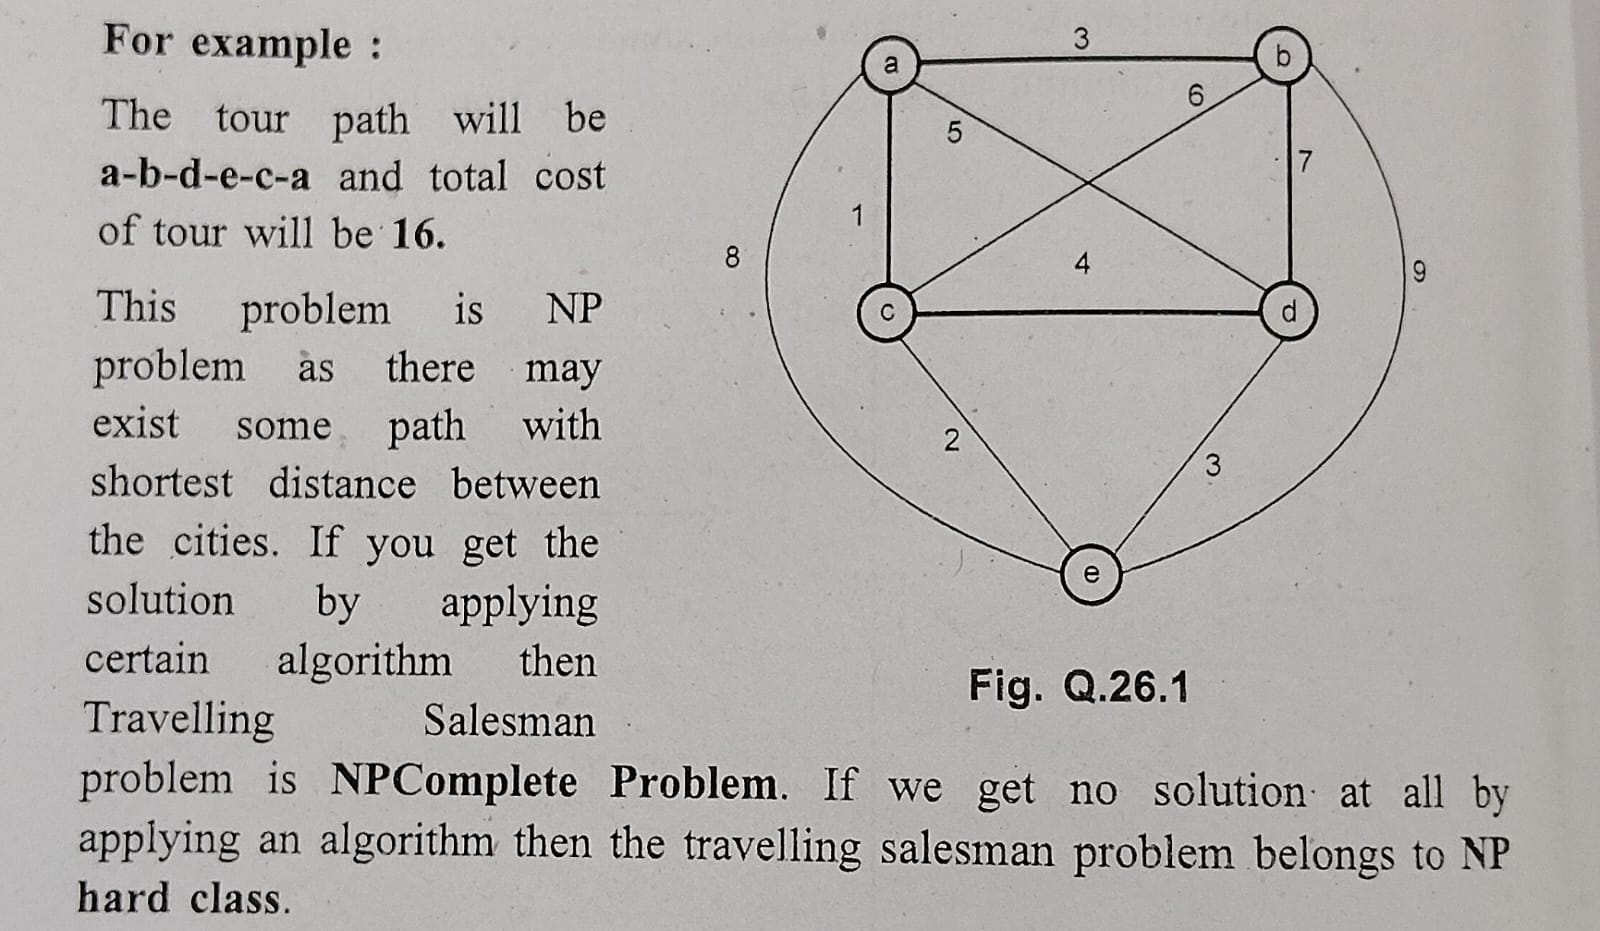 For example :
The tour path will be
a-b-d-e-c-a and total cost
of tour will be 16.
This problem is NP
problem as there may
exist some path with
shortest distance between
the cities. If you get the
solution by applying
certain algorithm then
Travelling Salesman
problem is NPComplete Problem. If we get no solution at all by
applying an algorithm then the travelling salesman problem belongs to NP
hard class.
3
a
b
6
5
7
1
8
4
9
c
d
2
3
e
Fig. Q.26.1